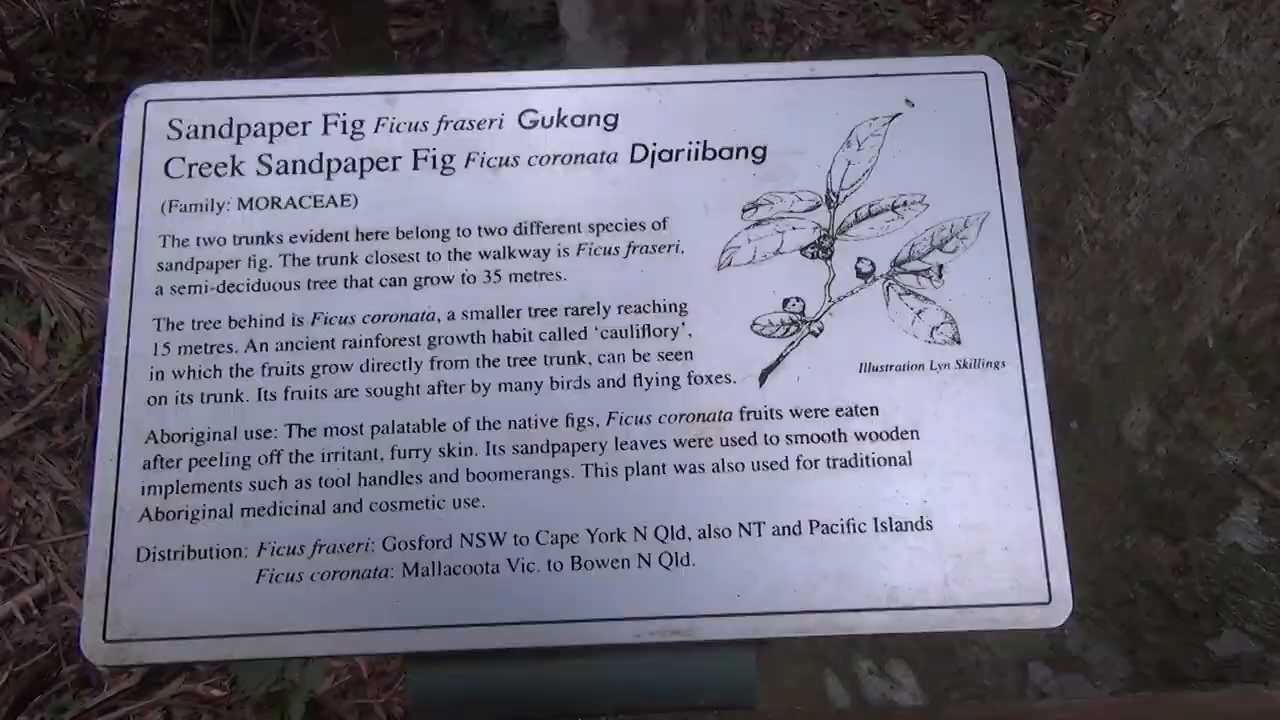 Sandpaper Fig Ficus fraseri Gukang
Creek Sandpaper Fig Ficus coronata Djariibang
(Family: MORACEAE)
The two trunks evident here belong to two different species of
sandpaper fig. The trunk closest to the walkway is Ficus fraseri,
a semi-deciduous tree that can grow to 35 metres.
The tree behind is Ficus coronata, a smaller tree rarely reaching
15 metres. An ancient rainforest growth habit called ‘cauliflory’,
in which the fruits grow directly from the tree trunk, can be seen
on its trunk. Its fruits are sought after by many birds and flying foxes.
Illustration Lyn Skillings
Aboriginal use: The most palatable of the native figs, Ficus coronata fruits were eaten
after peeling off the irritant, furry skin. Its sandpapery leaves were used to smooth wooden
implements such as tool handles and boomerangs. This plant was also used for traditional
Aboriginal medicinal and cosmetic use.
Distribution: Ficus fraseri: Gosford NSW to Cape York N Qld, also NT and Pacific Islands
Ficus coronata: Mallacoota Vic. to Bowen N Qld.